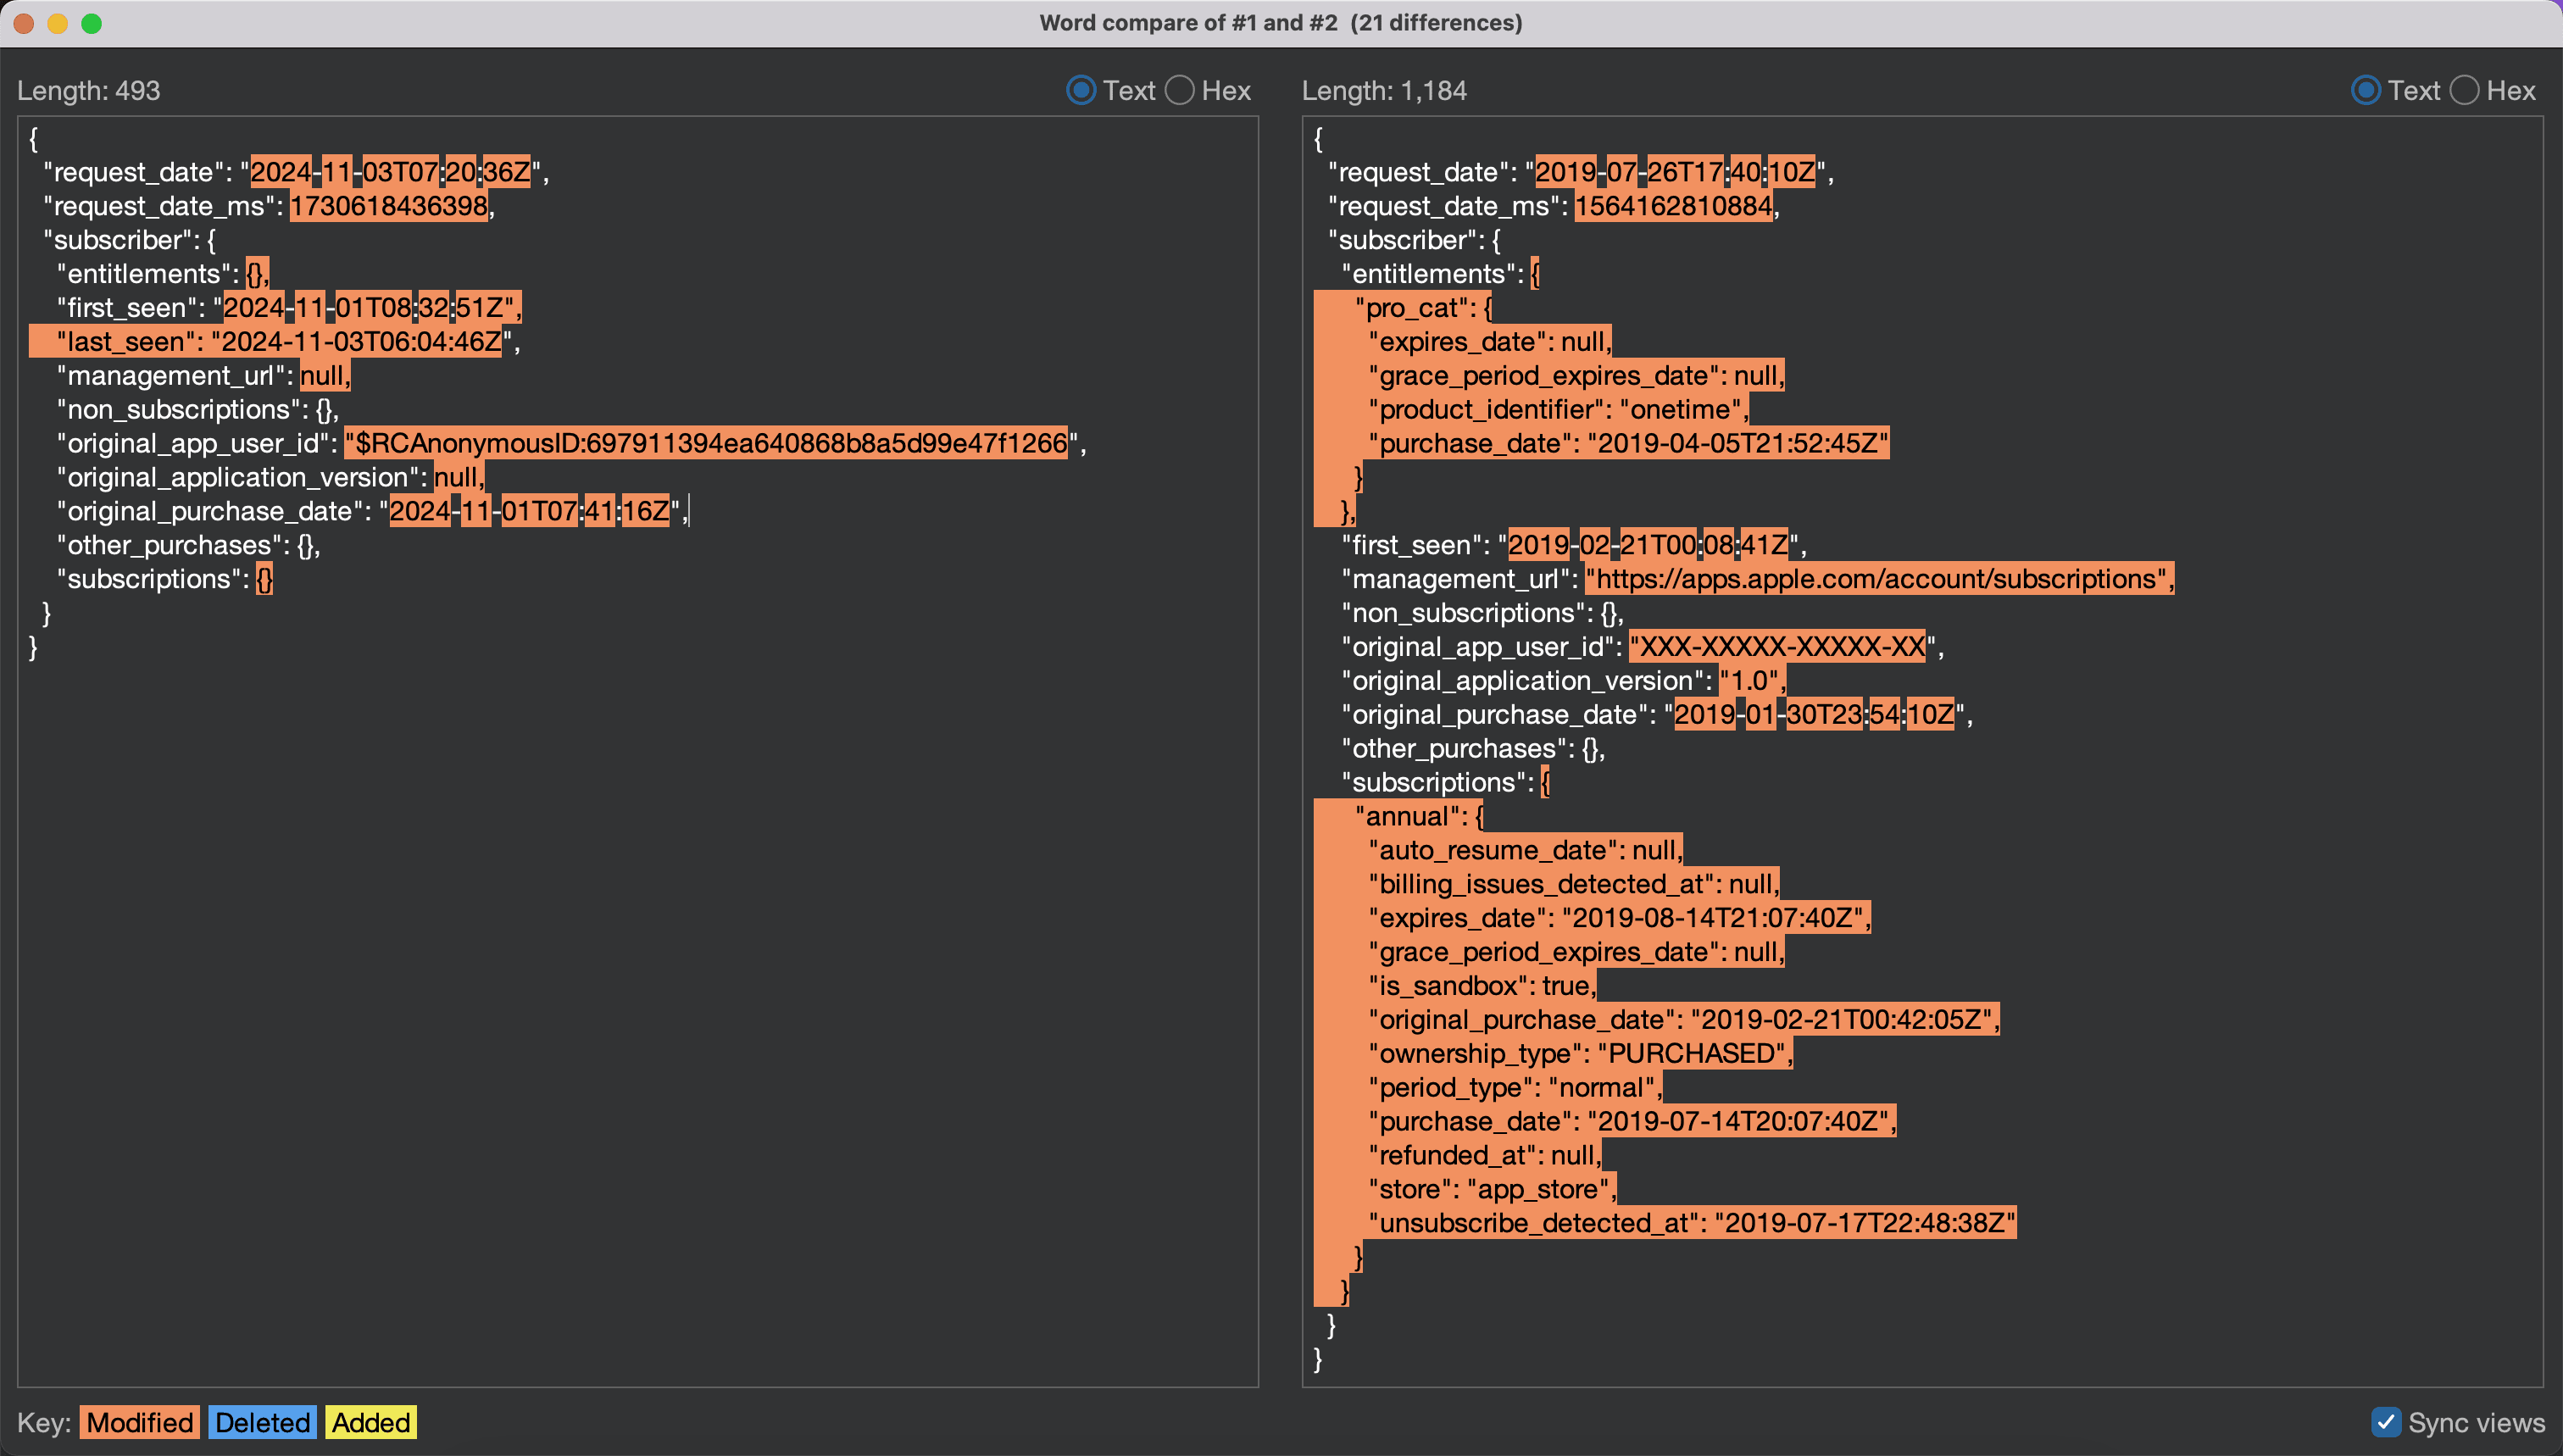 Word compare of #1 and #2  (21 differences)
Length: 493
Text
Hex
{
"request_date": "2024-11-03T07:20:36Z",
"request_date_ms": 1730618436398,
"subscriber": {
"entitlements": {},
"first_seen": "2024-11-01T08:32:51Z",
"last_seen": "2024-11-03T06:04:46Z",
"management_url": null,
"non_subscriptions": {},
"original_app_user_id": "$RCAnonymousID:697911394ea640868b8a5d99e47f1266",
"original_application_version": null,
"original_purchase_date": "2024-11-01T07:41:16Z",
"other_purchases": {},
"subscriptions": {}
}
}
Length: 1,184
Text
Hex
{
"request_date": "2019-07-26T17:40:10Z",
"request_date_ms": 1564162810884,
"subscriber": {
"entitlements": {
"pro_cat": {
"expires_date": null,
"grace_period_expires_date": null,
"product_identifier": "onetime",
"purchase_date": "2019-04-05T21:52:45Z"
}
},
"first_seen": "2019-02-21T00:08:41Z",
"management_url": "https://apps.apple.com/account/subscriptions",
"non_subscriptions": {},
"original_app_user_id": "XXX-XXXXX-XXXXX-XX",
"original_application_version": "1.0",
"original_purchase_date": "2019-01-30T23:54:10Z",
"other_purchases": {},
"subscriptions": {
"annual": {
"auto_resume_date": null,
"billing_issues_detected_at": null,
"expires_date": "2019-08-14T21:07:40Z",
"grace_period_expires_date": null,
"is_sandbox": true,
"original_purchase_date": "2019-02-21T00:42:05Z",
"ownership_type": "PURCHASED",
"period_type": "normal",
"purchase_date": "2019-07-14T20:07:40Z",
"refunded_at": null,
"store": "app_store",
"unsubscribe_detected_at": "2019-07-17T22:48:38Z"
}
}
}
}
Key: Modified Deleted Added
Sync views